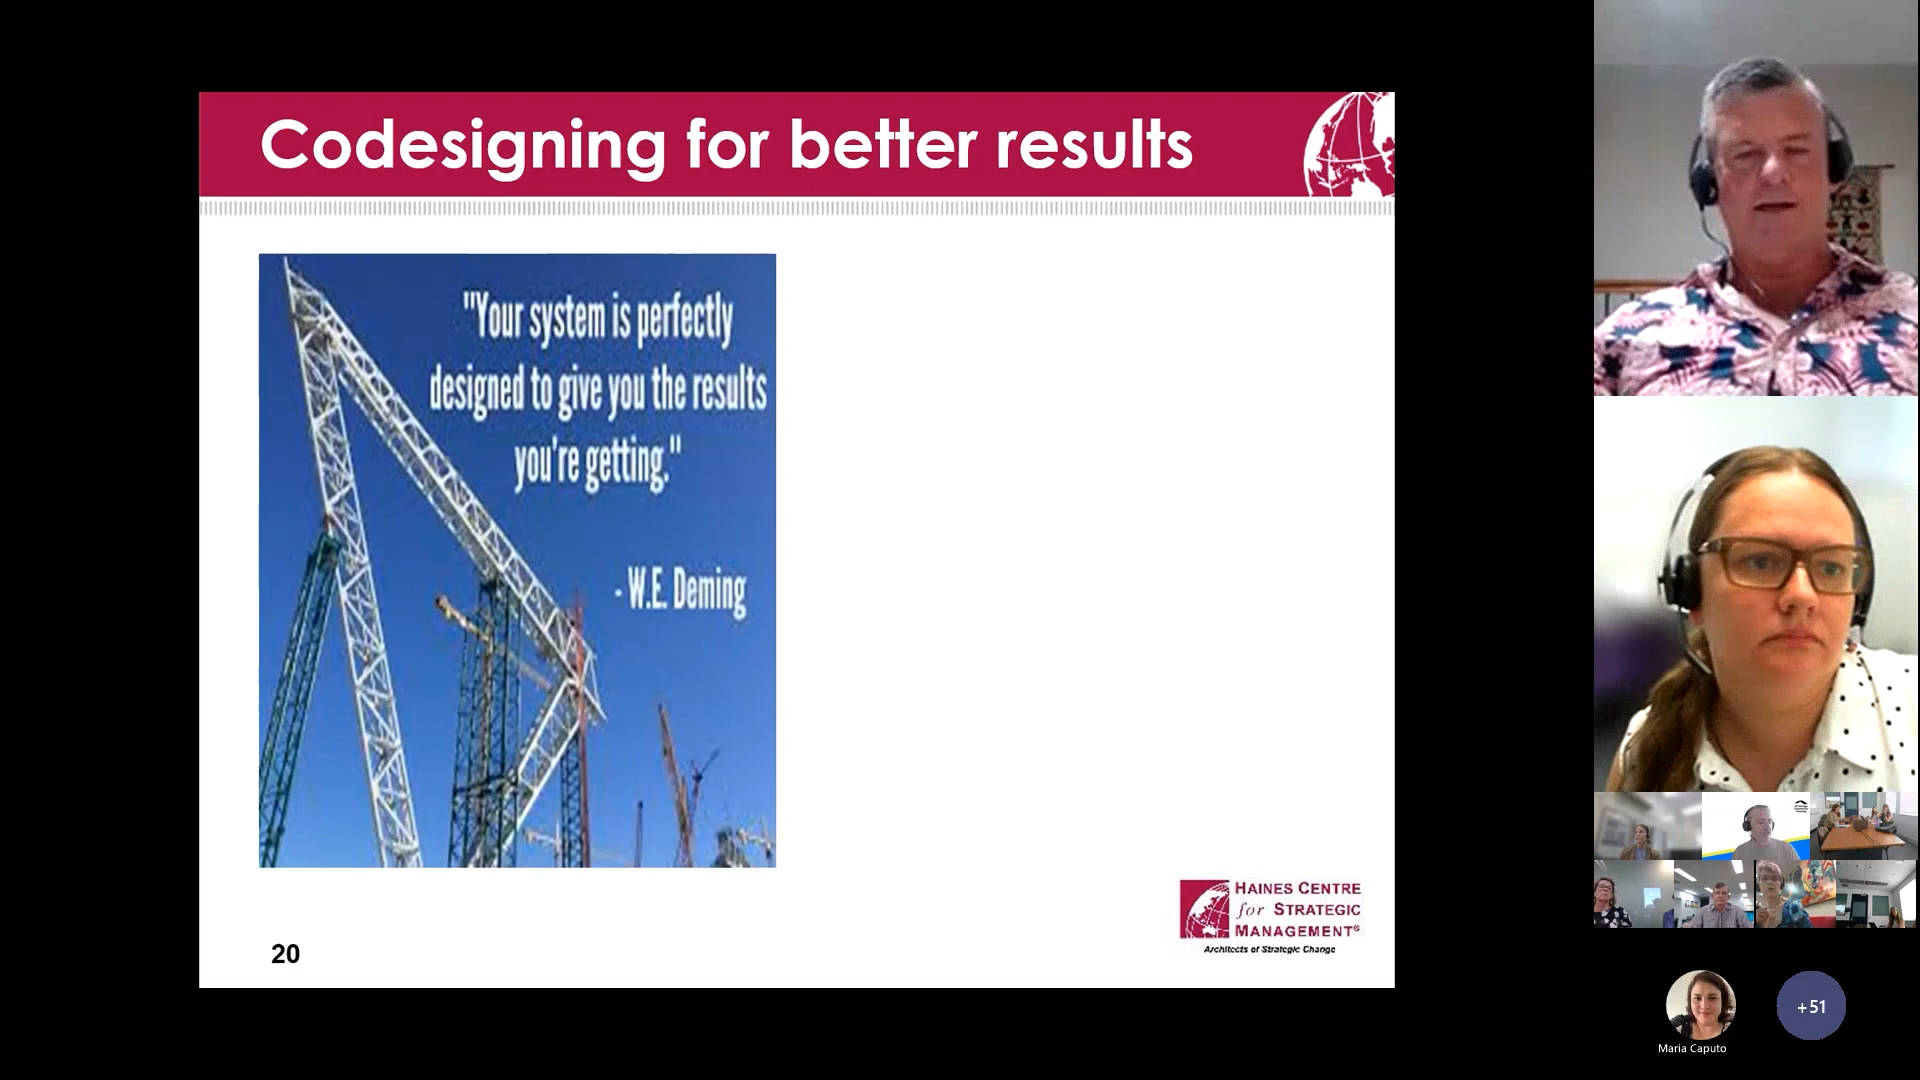 Codesigning for better results
"Your system is perfectly
designed to give you the results
you're getting."
- W.E. Deming
HAINES CENTRE
for STRATEGIC
MANAGEMENT®
Architects of Strategic Change
20
Maria Caputo
+51